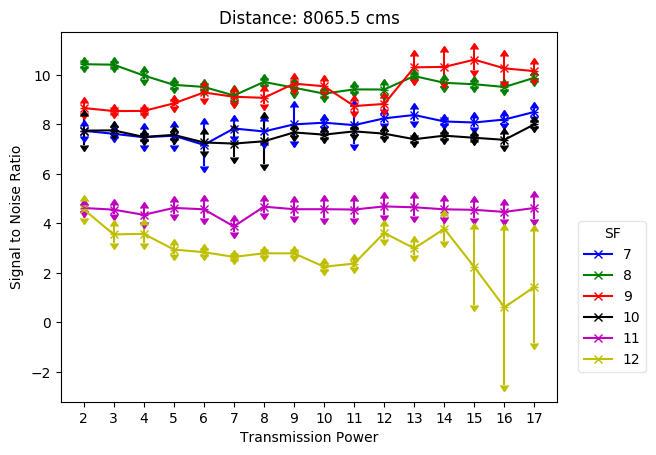 Distance: 8065.5 cms
Signal to Noise Ratio
10
8
6
4
2
0
−2
2 3 4 5 6 7 8 9 10 11 12 13 14 15 16 17
Transmission Power
SF
7
8
9
10
11
12